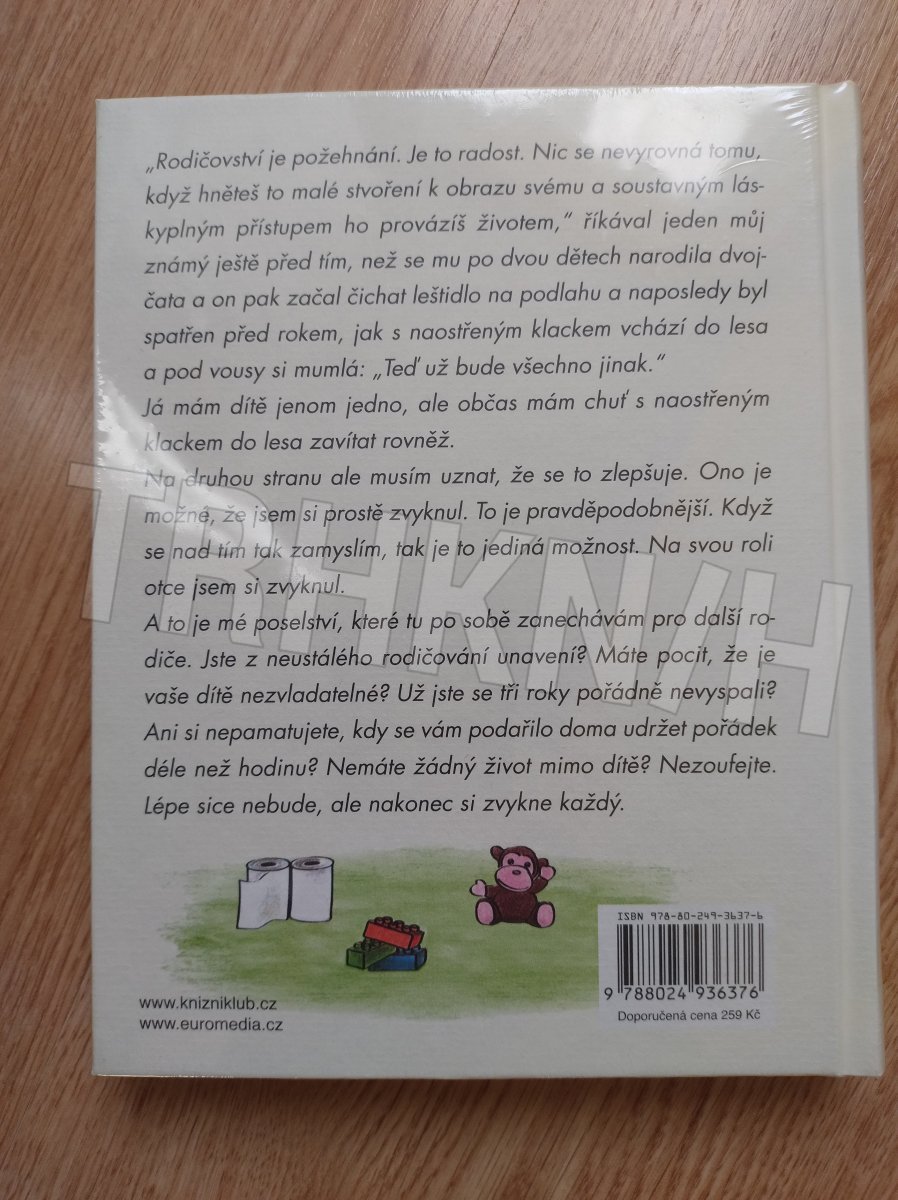 „Rodičovství je požehnání. Je to radost. Nic se nevyrovná tomu,
když hněteš to malé stvoření k obrazu svému a soustavným lás-
kyplným přístupem ho provázíš životem,“ říkával jeden můj
známý ještě před tím, než se mu po dvou dětech narodila dvoj-
čata a on pak začal čichat leštidlo na podlahu a naposledy byl
spatřen před rokem, jak s naostřeným klackem vchází do lesa
a pod vousy si mumlá: „Teď už bude všechno jinak.“
Já mám dítě jenom jedno, ale občas mám chuť s naostřeným
klackem do lesa zavítat rovněž.
Na druhou stranu ale musím uznat, že se to zlepšuje. Ono je
možné, že jsem si prostě zvyknul. To je pravděpodobnější. Když
se nad tím tak zamyslím, tak je to jediná možnost. Na svou roli
otce jsem si zvyknul.
A to je mé poselství, které tu po sobě zanechávám pro další ro-
diče. Jste z neustálého rodičování unavení? Máte pocit, že je
vaše dítě nezvladatelné? Už jste se tři roky pořádně nevyspali?
Ani si nepamatujete, kdy se vám podařilo doma udržet pořádek
déle než hodinu? Nemáte žádný život mimo dítě? Nezoufejte.
Lépe sice nebude, ale nakonec si zvykne každý.
TRHKNIH
ISBN 978-80-249-3637-6
9 788024 936376
Doporučená cena 259 Kč
www.knizniklub.cz
www.euromedia.cz